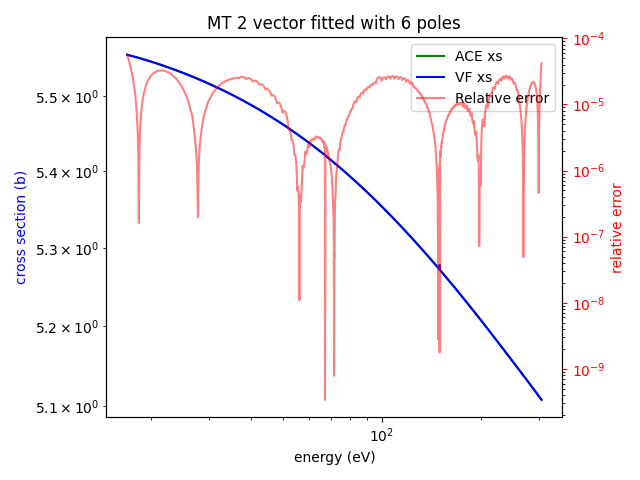 MT 2 vector fitted with 6 poles
ACE xs
VF xs
Relative error
cross section (b)
5.5 × 10⁰
5.4 × 10⁰
5.3 × 10⁰
5.2 × 10⁰
5.1 × 10⁰
10⁻⁴
10⁻⁵
10⁻⁶
10⁻⁷
10⁻⁸
10⁻⁹
relative error
10²
energy (eV)